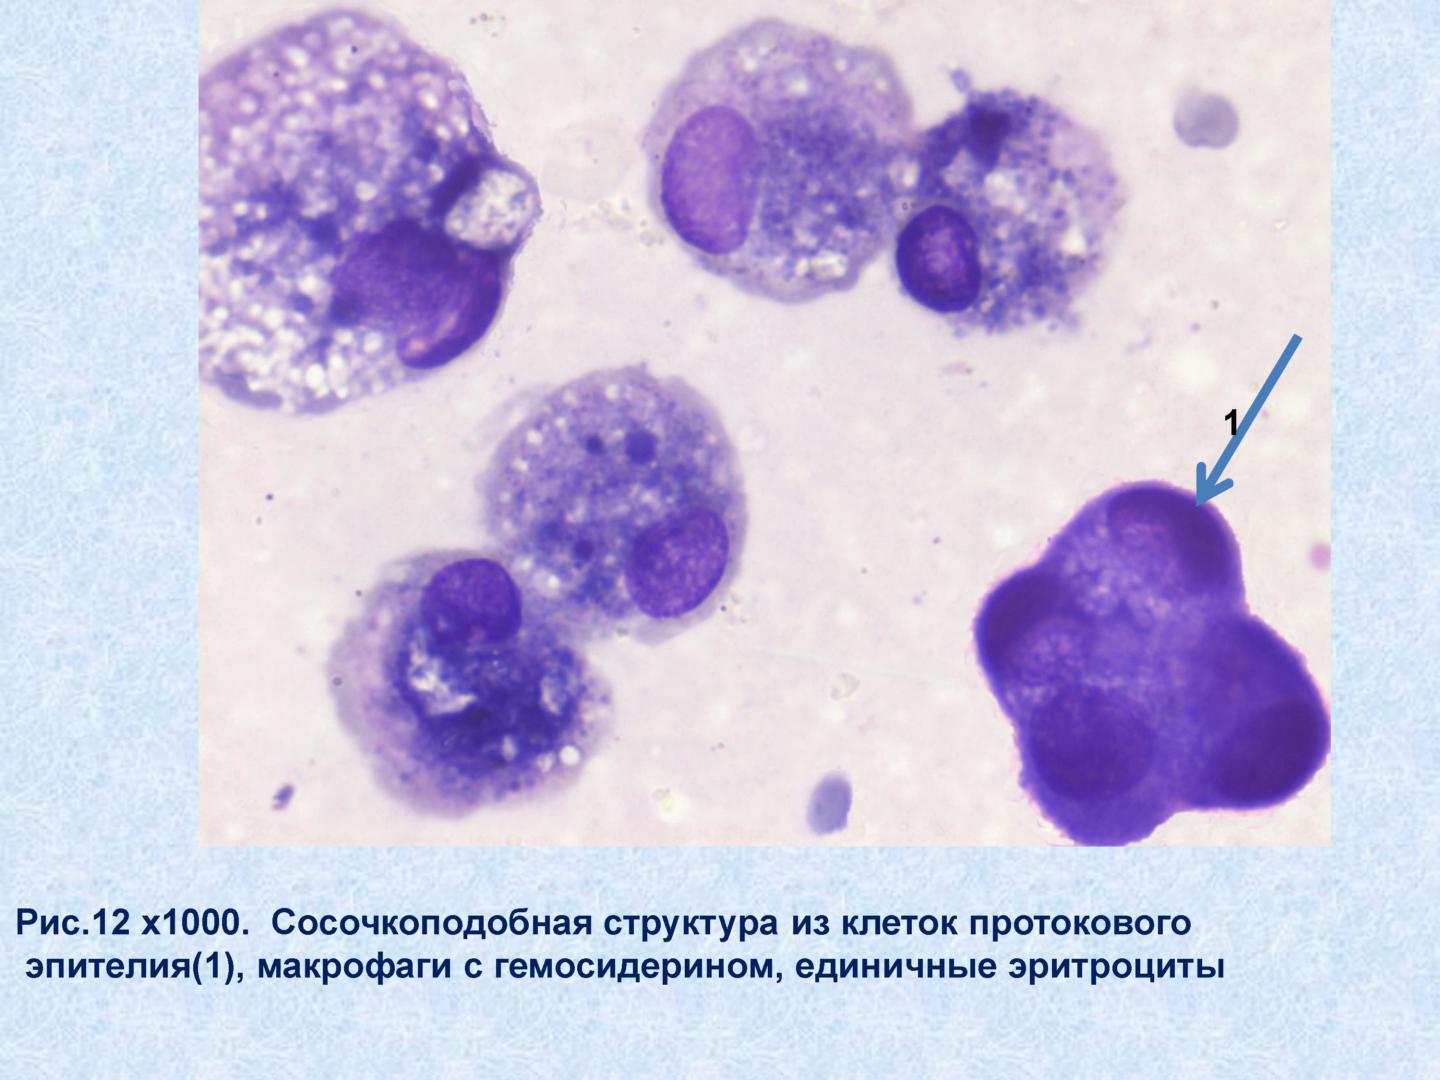 1
Рис.12 х1000.  Сосочкоподобная структура из клеток протокового
эпителия(1), макрофаги с гемосидерином, единичные эритроциты